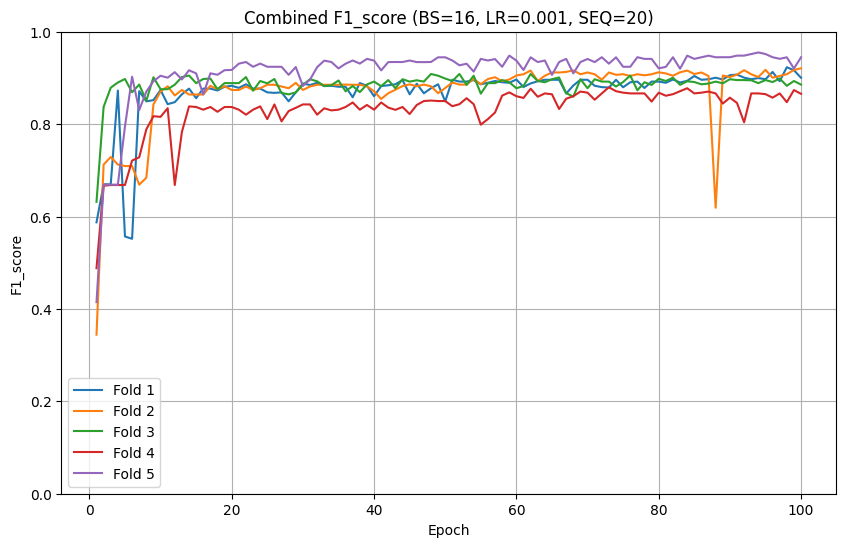 Combined F1_score (BS=16, LR=0.001, SEQ=20)
1.0
0.8
0.6
0.4
0.2
0.0
F1_score
Fold 1
Fold 2
Fold 3
Fold 4
Fold 5
0 20 40 60 80 100
Epoch